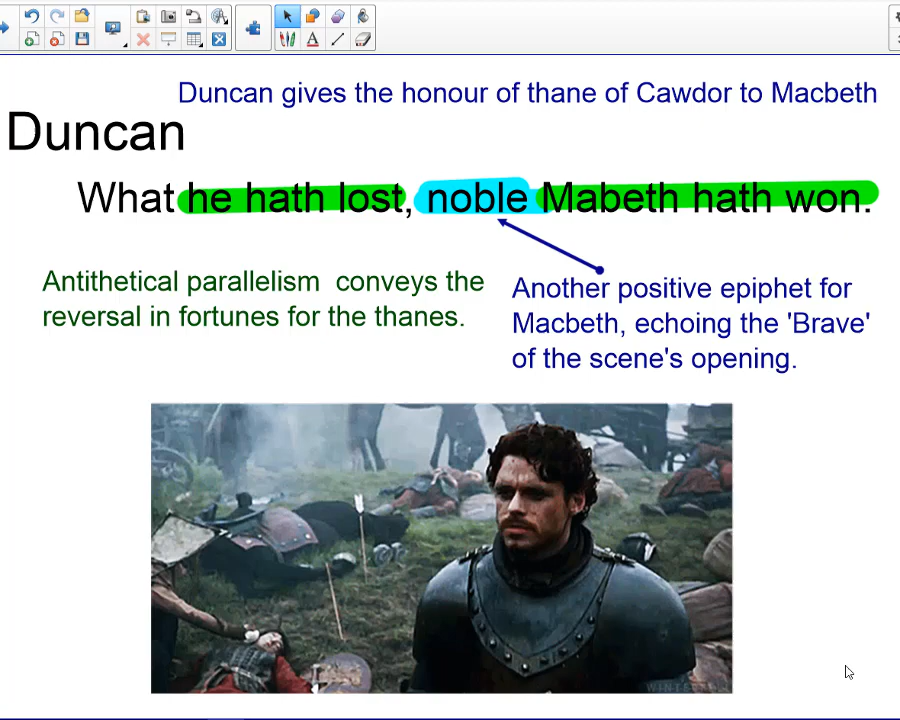 Duncan gives the honour of thane of Cawdor to Macbeth
Duncan
What he hath lost, noble Mabeth hath won.
Antithetical parallelism  conveys the
reversal in fortunes for the thanes.
Another positive epiphet for
Macbeth, echoing the 'Brave'
of the scene's opening.